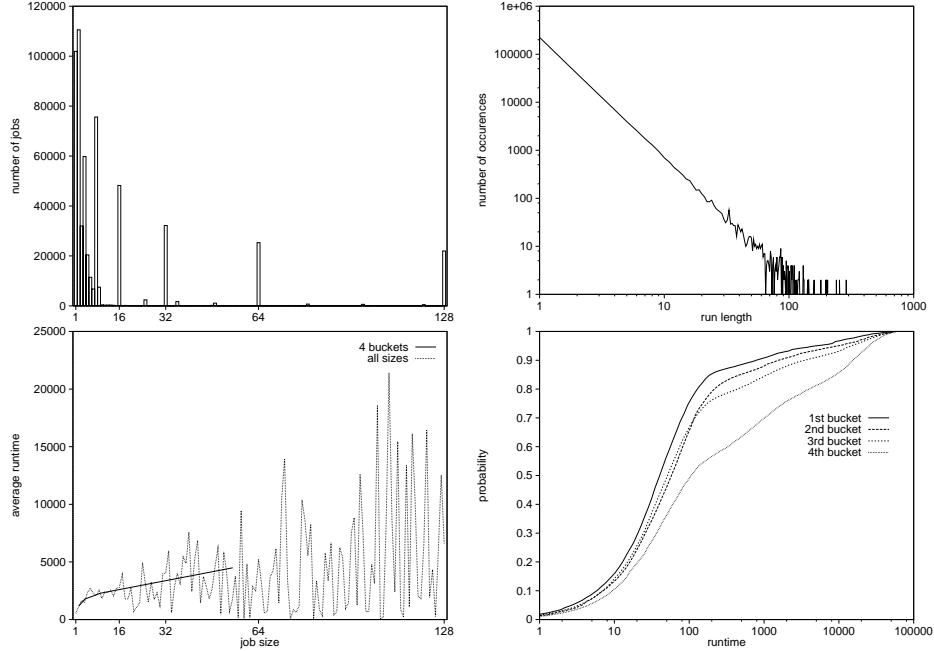 120000
100000
80000
60000
40000
20000
0
number of jobs
1 16 32 64 128
1e+06
100000
10000
1000
100
10
1
number of occurences
1 10 100 1000
run length
25000
20000
15000
10000
5000
0
average runtime
4 buckets
all sizes
1 16 32 64 128
job size
1
0.9
0.8
0.7
0.6
0.5
0.4
0.3
0.2
0.1
0
probability
1st bucket
2nd bucket
3rd bucket
4th bucket
1 10 100 1000 10000 100000
runtime